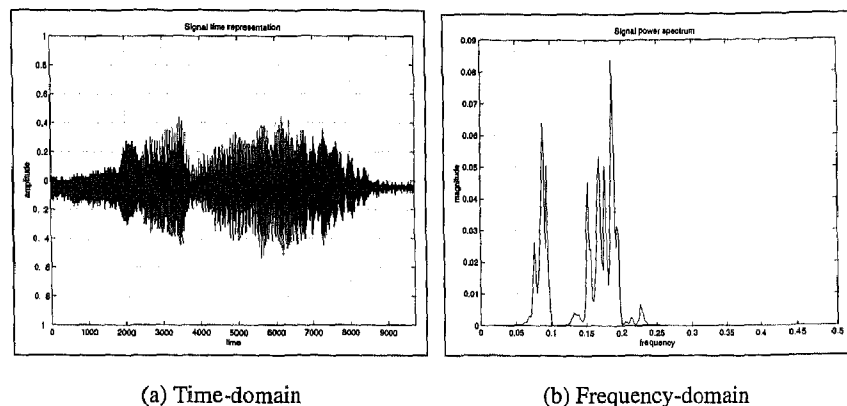 Signal time representation
1
0. 8
0. 6
0. 4
0. 2
0
0. 2
0. 4
0. 6
0. 8
1
amplitude
0 1000 2000 3000 4000 5000 6000 7000 8000 9000
time
Signal power spectrum
0.09
0.08
0.07
0.06
0.05
0.04
0.03
0.02
0.01
0
magnitude
0 0.05 0.1 0.15 0.2 0.25 0.3 0.35 0.4 0.45 0.5
frequency
(a) Time-domain
(b) Frequency-domain